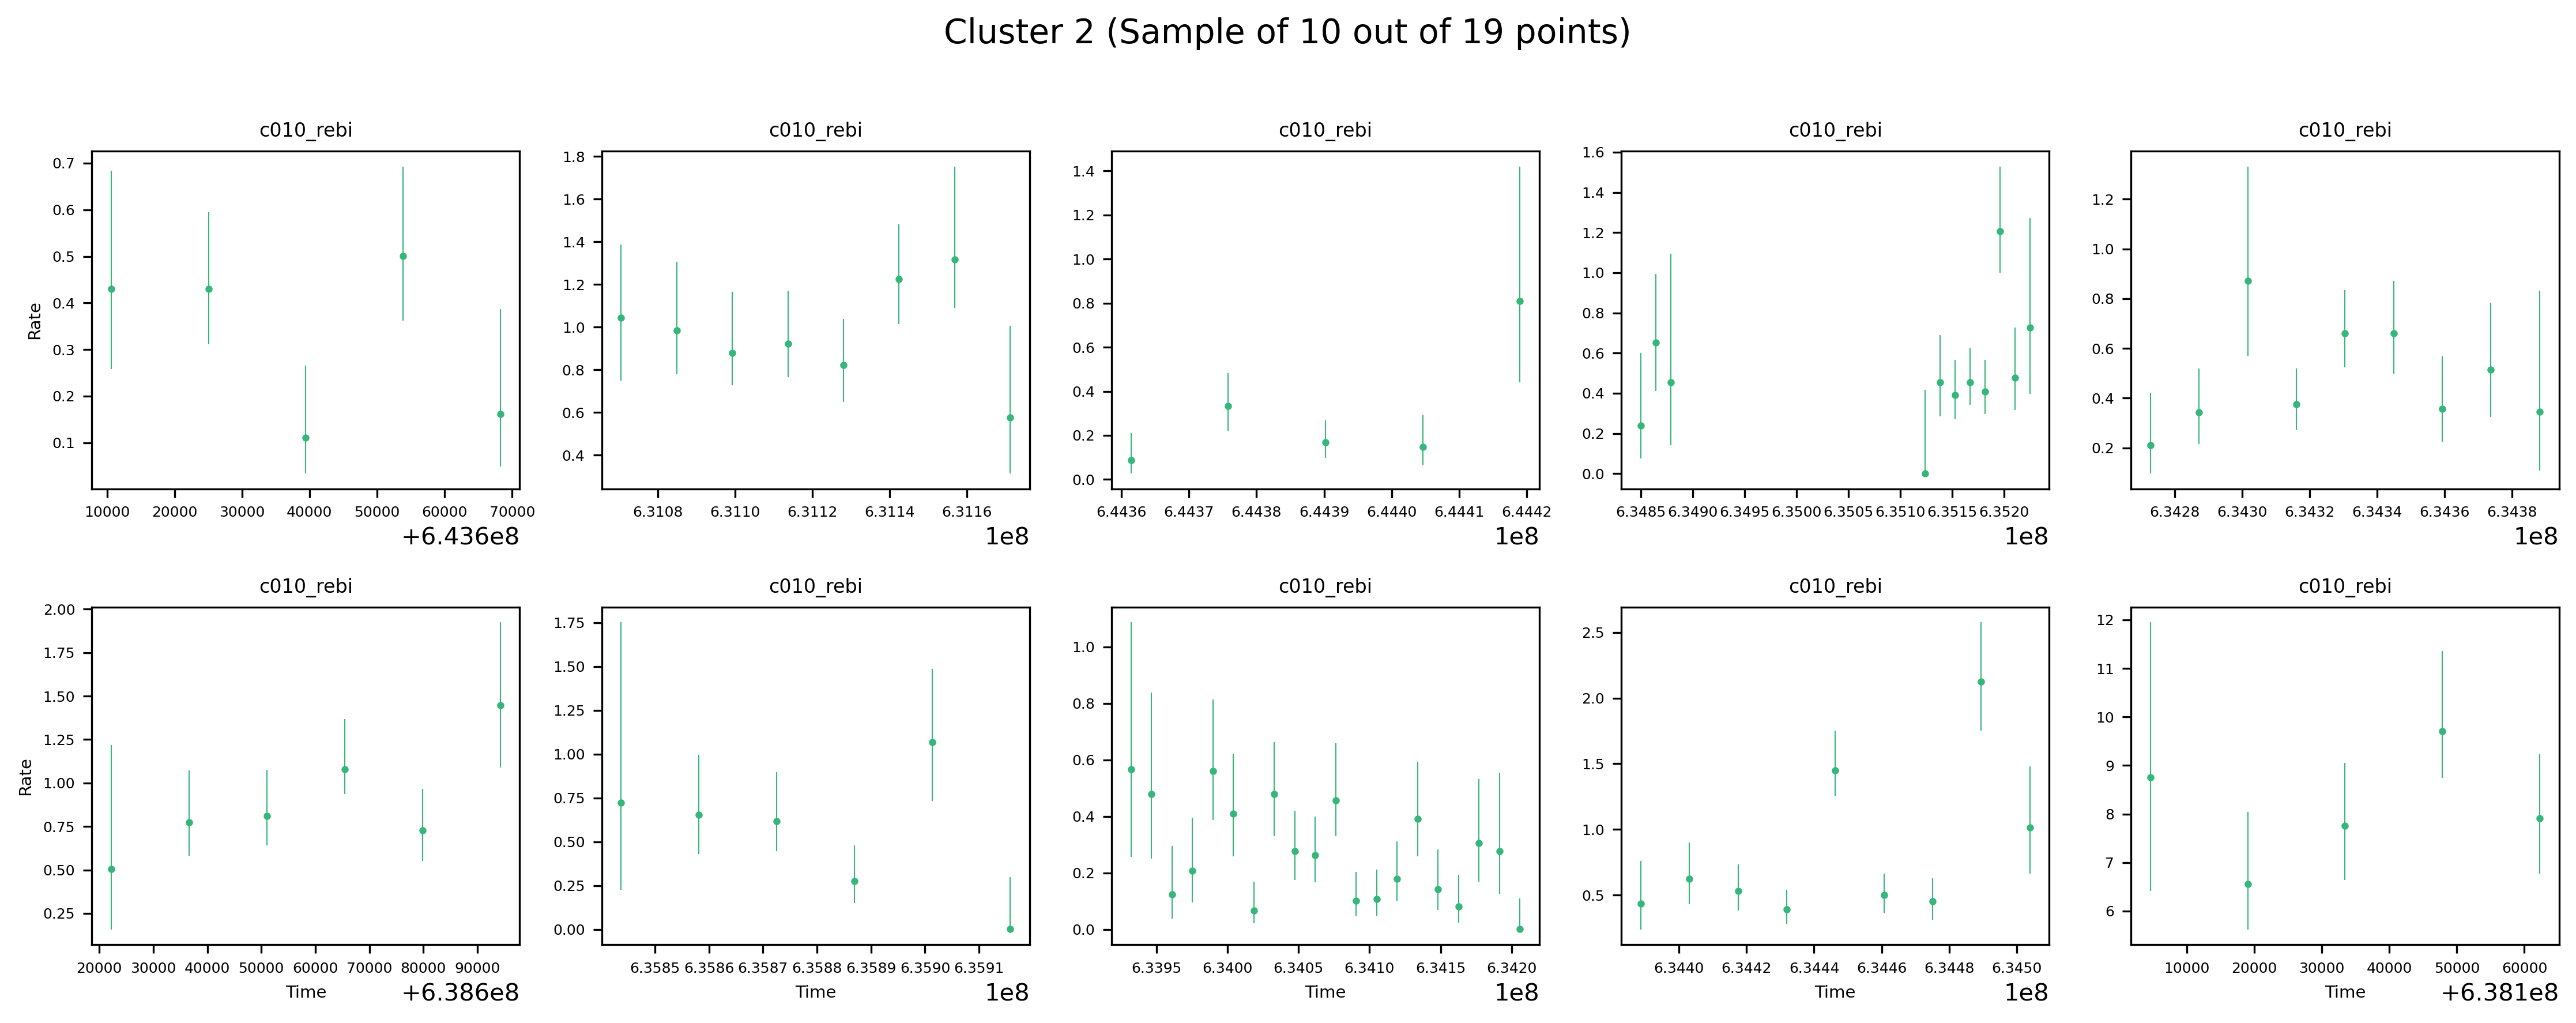 Cluster 2 (Sample of 10 out of 19 points)
c010_rebi c010_rebi c010_rebi c010_rebi c010_rebi
Rate
0.7
0.6
0.5
0.4
0.3
0.2
0.1
10000 20000 30000 40000 50000 60000 70000
+6.436e8
1.8
1.6
1.4
1.2
1.0
0.8
0.6
0.4
6.3108 6.3110 6.3112 6.3114 6.3116
1e8
1.4
1.2
1.0
0.8
0.6
0.4
0.2
0.0
6.4436 6.4437 6.4438 6.4439 6.4440 6.4441 6.4442
1e8
1.6
1.4
1.2
1.0
0.8
0.6
0.4
0.2
0.0
6.3485 6.3490 6.3495 6.3500 6.3505 6.3510 6.3515 6.3520
1e8
1.2
1.0
0.8
0.6
0.4
0.2
6.3428 6.3430 6.3432 6.3434 6.3436 6.3438
1e8
c010_rebi c010_rebi c010_rebi c010_rebi c010_rebi
Rate
2.00
1.75
1.50
1.25
1.00
0.75
0.50
0.25
20000 30000 40000 50000 60000 70000 80000 90000
Time +6.386e8
1.75
1.50
1.25
1.00
0.75
0.50
0.25
0.00
6.3585 6.3586 6.3587 6.3588 6.3589 6.3590 6.3591
Time 1e8
1.0
0.8
0.6
0.4
0.2
0.0
6.3395 6.3400 6.3405 6.3410 6.3415 6.3420
Time 1e8
2.5
2.0
1.5
1.0
0.5
6.3440 6.3442 6.3444 6.3446 6.3448 6.3450
Time 1e8
12
11
10
9
8
7
6
10000 20000 30000 40000 50000 60000
Time +6.381e8